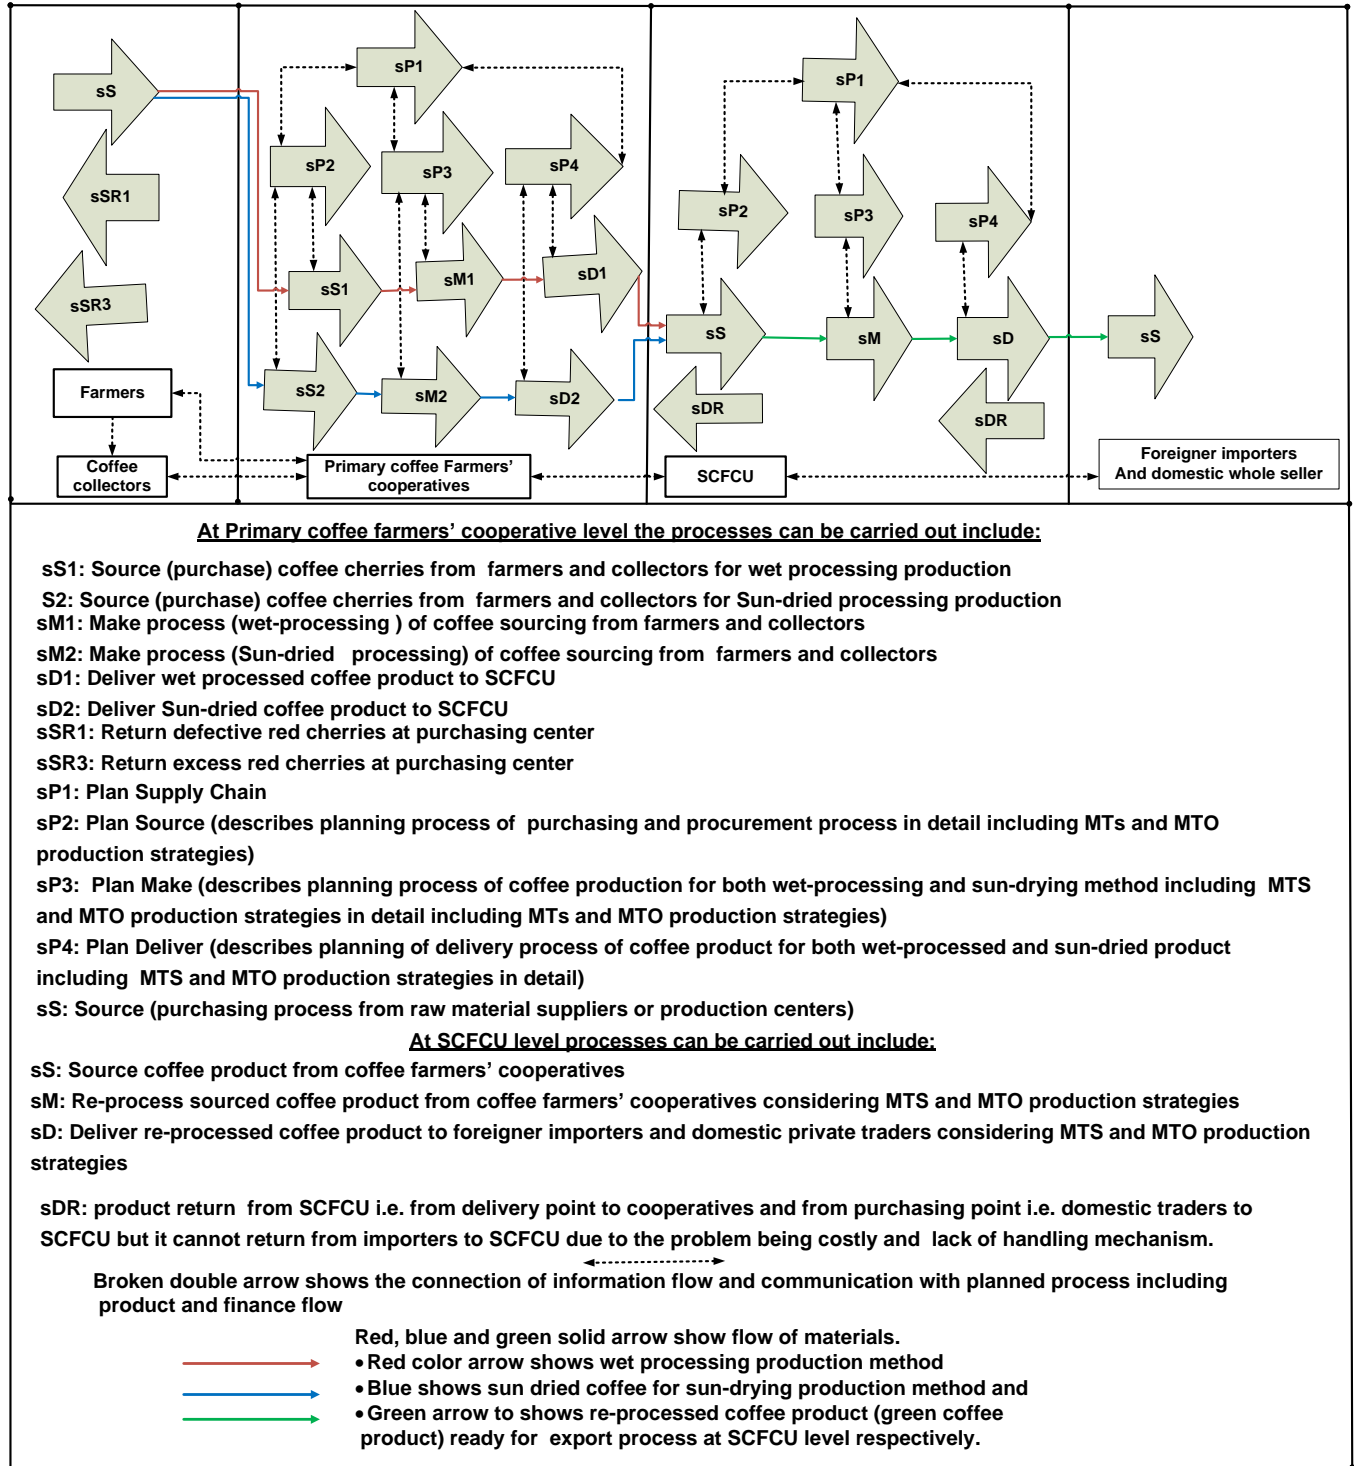 sP1
sP1
sS
sP2
sP3
sP4
sSR1
sP2
sP3
sP4
sS1
sM1
sD1
sSR3
sS
sM
sD
sS
Farmers
sS2
sM2
sD2
sDR
sDR
Coffee
collectors
Primary coffee Farmers’
cooperatives
SCFCU
Foreigner importers
And domestic whole seller
At Primary coffee farmers’ cooperative level the processes can be carried out include:
sS1: Source (purchase) coffee cherries from farmers and collectors for wet processing production
S2: Source (purchase) coffee cherries from farmers and collectors for Sun-dried processing production
sM1: Make process (wet-processing ) of coffee sourcing from farmers and collectors
sM2: Make process (Sun-dried processing) of coffee sourcing from farmers and collectors
sD1: Deliver wet processed coffee product to SCFCU
sD2: Deliver Sun-dried coffee product to SCFCU
sSR1: Return defective red cherries at purchasing center
sSR3: Return excess red cherries at purchasing center
sP1: Plan Supply Chain
sP2: Plan Source (describes planning process of purchasing and procurement process in detail including MTs and MTO
production strategies)
sP3: Plan Make (describes planning process of coffee production for both wet-processing and sun-drying method including MTS
and MTO production strategies in detail including MTs and MTO production strategies)
sP4: Plan Deliver (describes planning of delivery process of coffee product for both wet-processed and sun-dried product
including MTS and MTO production strategies in detail)
sS: Source (purchasing process from raw material suppliers or production centers)
At SCFCU level processes can be carried out include:
sS: Source coffee product from coffee farmers’ cooperatives
sM: Re-process sourced coffee product from coffee farmers’ cooperatives considering MTS and MTO production strategies
sD: Deliver re-processed coffee product to foreigner importers and domestic private traders considering MTS and MTO production
strategies
sDR: product return from SCFCU i.e. from delivery point to cooperatives and from purchasing point i.e. domestic traders to
SCFCU but it cannot return from importers to SCFCU due to the problem being costly and lack of handling mechanism.
Broken double arrow shows the connection of information flow and communication with planned process including
product and finance flow
Red, blue and green solid arrow show flow of materials.
•Red color arrow shows wet processing production method
•Blue shows sun dried coffee for sun-drying production method and
•Green arrow to shows re-processed coffee product (green coffee
product) ready for export process at SCFCU level respectively.